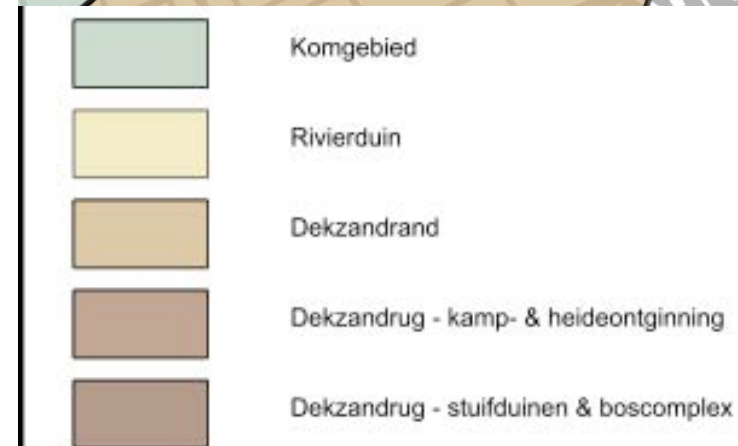 Komgebied
Rivierduin
Dekzandrand
Dekzandrug - kamp- & heideontginning
Dekzandrug - stuifduinen & boscomplex